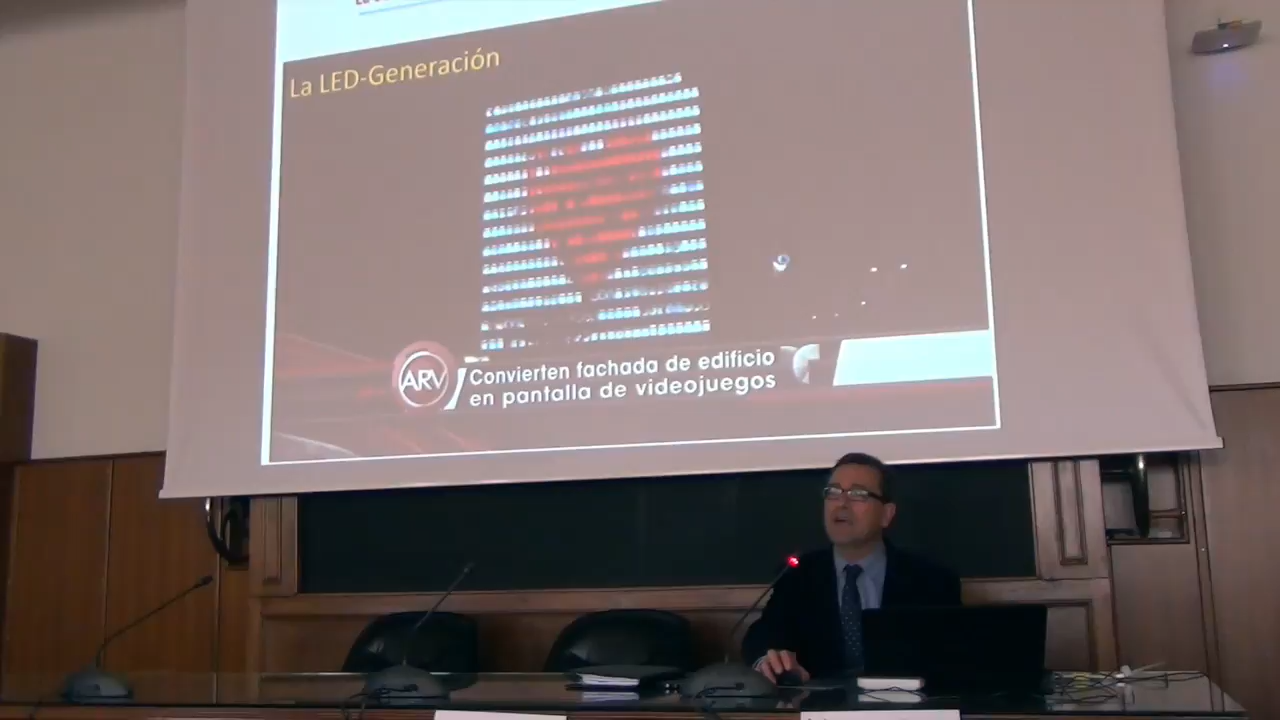 La LED-Generación
ARV
Convierten fachada de edificio
en pantalla de videojuegos